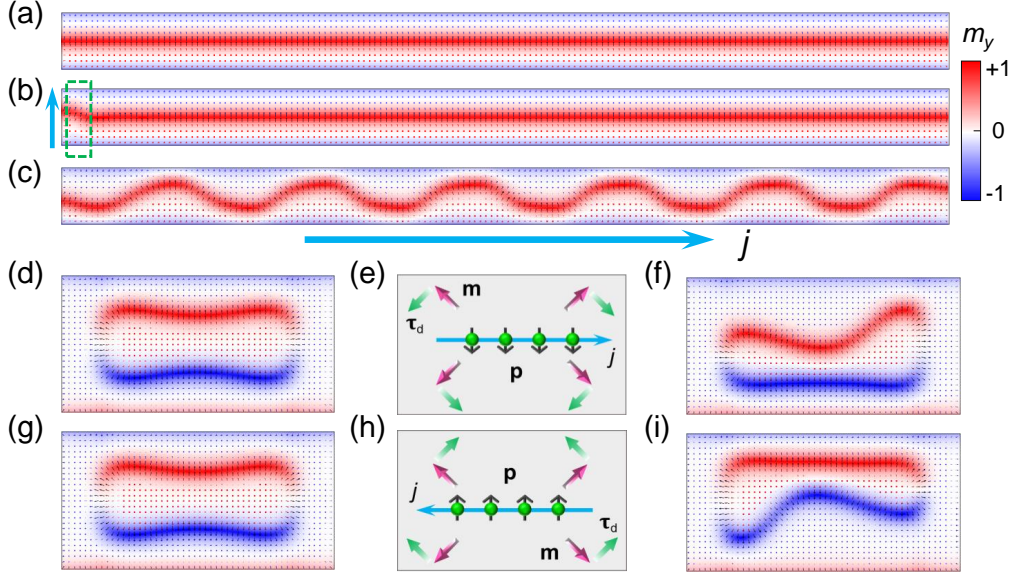 (a)
m_y
+1
0
-1
(b)
(c)
j
(d)
(e)
m
τ_d
j
p
(f)
(g)
(h)
p
j
τ_d
m
(i)